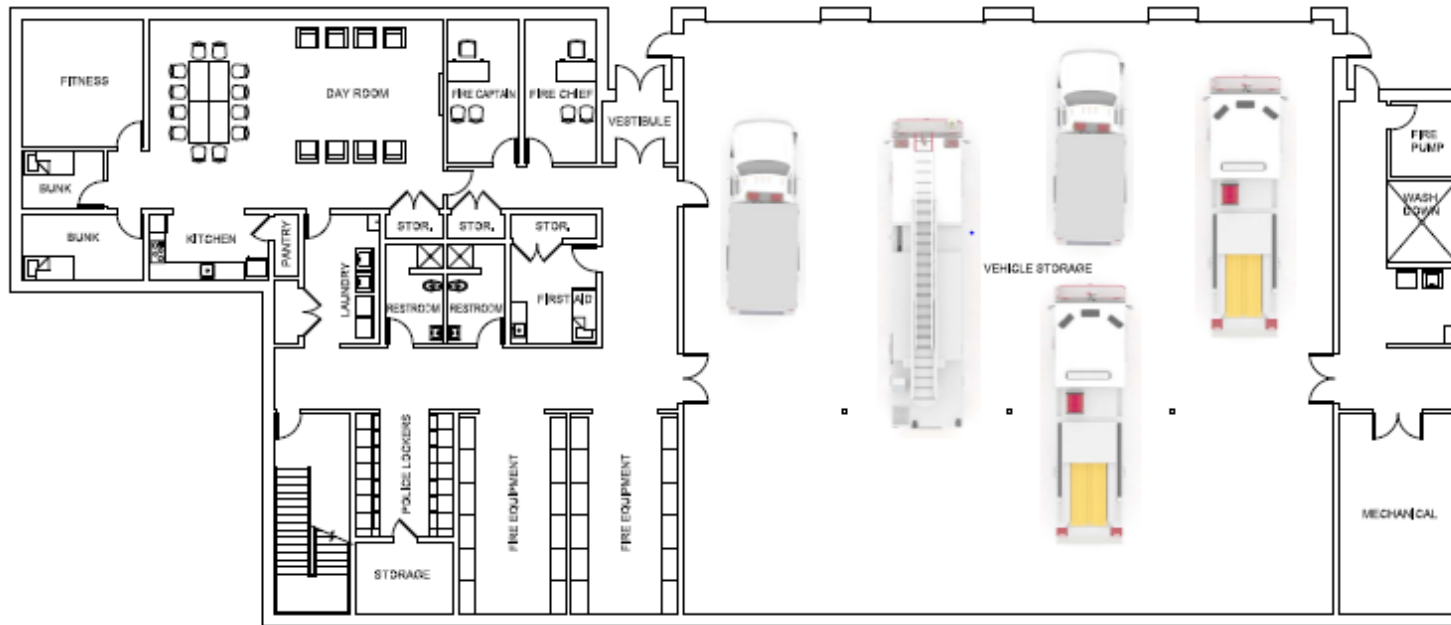 FITNESS
DAY ROOM
FIRE CAPTAIN
FIRE CHIEF
VESTIBULE
FIRE
PUMP
BUNK
WASH
DOWN
BUNK
KITCHEN
PANTRY
STOR.
STOR.
STOR.
VEHICLE STORAGE
LAUNDRY
RESTROOM
RESTROOM
FIRST AID
POLICE LOCKERS
FIRE EQUIPMENT
FIRE EQUIPMENT
MECHANICAL
STORAGE